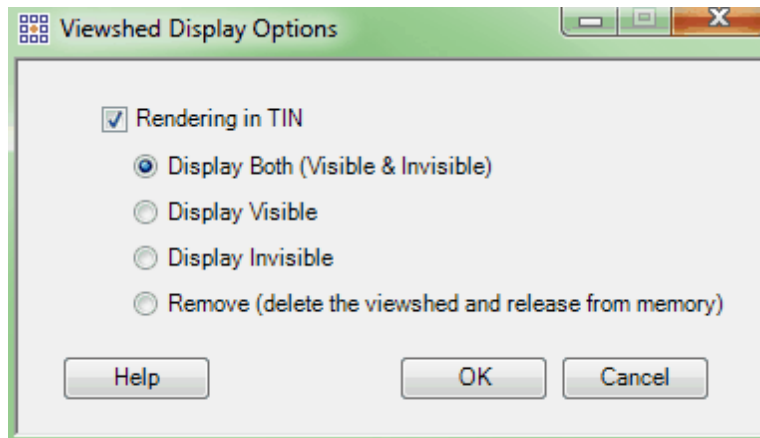 Viewshed Display Options
Rendering in TIN
Display Both (Visible & Invisible)
Display Visible
Display Invisible
Remove (delete the viewshed and release from memory)
Help OK Cancel